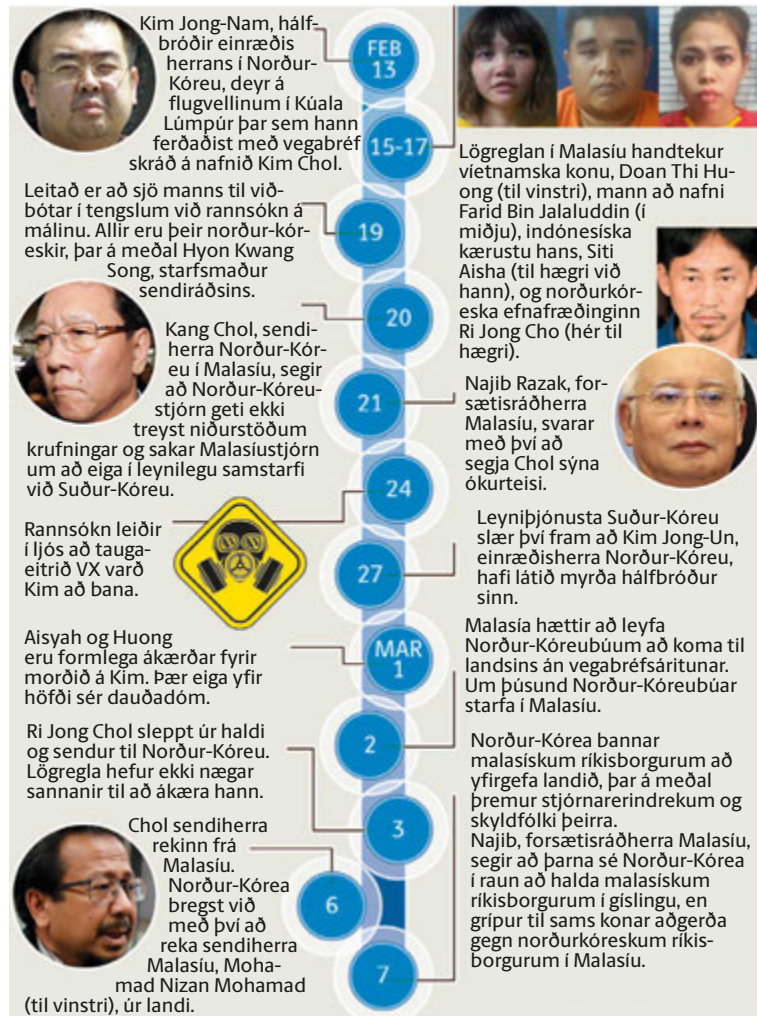 Kim Jong-Nam, hálf-
bróðir einræðis
herrans í Norður-
Kóreu, deyr á
flugvellinum í Kúala
Lúmpúr þar sem hann
ferðaðist með vegabréf
skráð á nafnið Kim Chol.
FEB
13
15-17
Lögreglan í Malasíu handtekur
víetnamska konu, Doan Thi Hu-
ong (til vinstri), mann að nafni
Farid Bin Jalaluddin (í
miðju), indónesíska
kærustu hans, Siti
Aisha (til hægri við
hann), og norðurkór-
eska efnafræðinginn
Ri Jong Cho (hér til
hægri).
Leitað er að sjö manns til við-
bótar í tengslum við rannsókn á
málinu. Allir eru þeir norður-kór-
eskir, þar á meðal Hyon Kwang
Song, starfsmaður
sendiráðsins.
19
20
Kang Chol, sendi-
herra Norður-Kór-
eu í Malasíu, segir
að Norður-Kóreu-
stjórn geti ekki
treyst niðurstöðum
krufningar og sakar Malasíustjórn
um að eiga í leynilegu samstarfi
við Suður-Kóreu.
21
Najib Razak, for-
sætisráðherra
Malasíu, svarar
með því að
segja Chol sýna
ókurteisi.
24
Rannsókn leiðir
í ljós að tauga-
eitrið VX varð
Kim að bana.
27
Leyniþjónusta Suður-Kóreu
slær því fram að Kim Jong-Un,
einræðisherra Norður-Kóreu,
hafi látið myrða hálfbróður
sinn.
MAR
1
Aisyah og Huong
eru formlega ákærðar fyrir
morðið á Kim. Þær eiga yfir
höfði sér dauðadóm.
2
Malasía hættir að leyfa
Norður-Kóreubúum að koma til
landsins án vegabréfsáritunar.
Um þúsund Norður-Kóreubúar
starfa í Malasíu.
3
Ri Jong Chol sleppt úr haldi
og sendur til Norður-Kóreu.
Lögregla hefur ekki nægar
sannanir til að ákæra hann.
6
Chol sendiherra
rekinn frá
Malasíu.
Norður-Kórea
bregst við
með því að
reka sendiherra
Malasíu, Moha-
mad Nizan Mohamad
(til vinstri), úr landi.
7
Norður-Kórea bannar
malasískum ríkisborgurum að
yfirgefa landið, þar á meðal
þremur stjórnarerindrekum og
skyldfólki þeirra.
Najib, forsætisráðherra Malasíu,
segir að þarna sé Norður-Kórea
í raun að halda malasískum
ríkisborgurum í gíslingu, en
grípur til sams konar aðgerða
gegn norðurkóreskum ríkis-
borgurum í Malasíu.